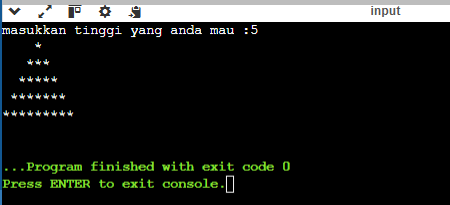 input
masukkan tinggi yang anda mau :5
    *
   ***
  *****
 *******
*********
...Program finished with exit code 0
Press ENTER to exit console.